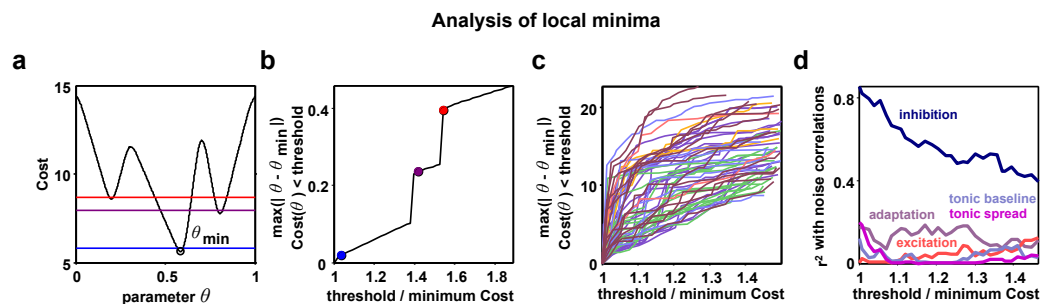 Analysis of local minima
a
Cost
15
10
5
0
0.5
1
θ min
parameter θ
b
max(| θ - θ min |)
Cost(θ) < threshold
0.4
0.2
0
1
1.2
1.4
1.6
1.8
threshold / minimum Cost
c
max(| θ - θ min |)
Cost(θ) < threshold
20
10
0
1
1.1
1.2
1.3
1.4
threshold / minimum Cost
d
r² with noise correlations
0.8
0.4
0
inhibition
tonic baseline
tonic spread
adaptation
excitation
1
1.1
1.2
1.3
1.4
threshold / minimum Cost